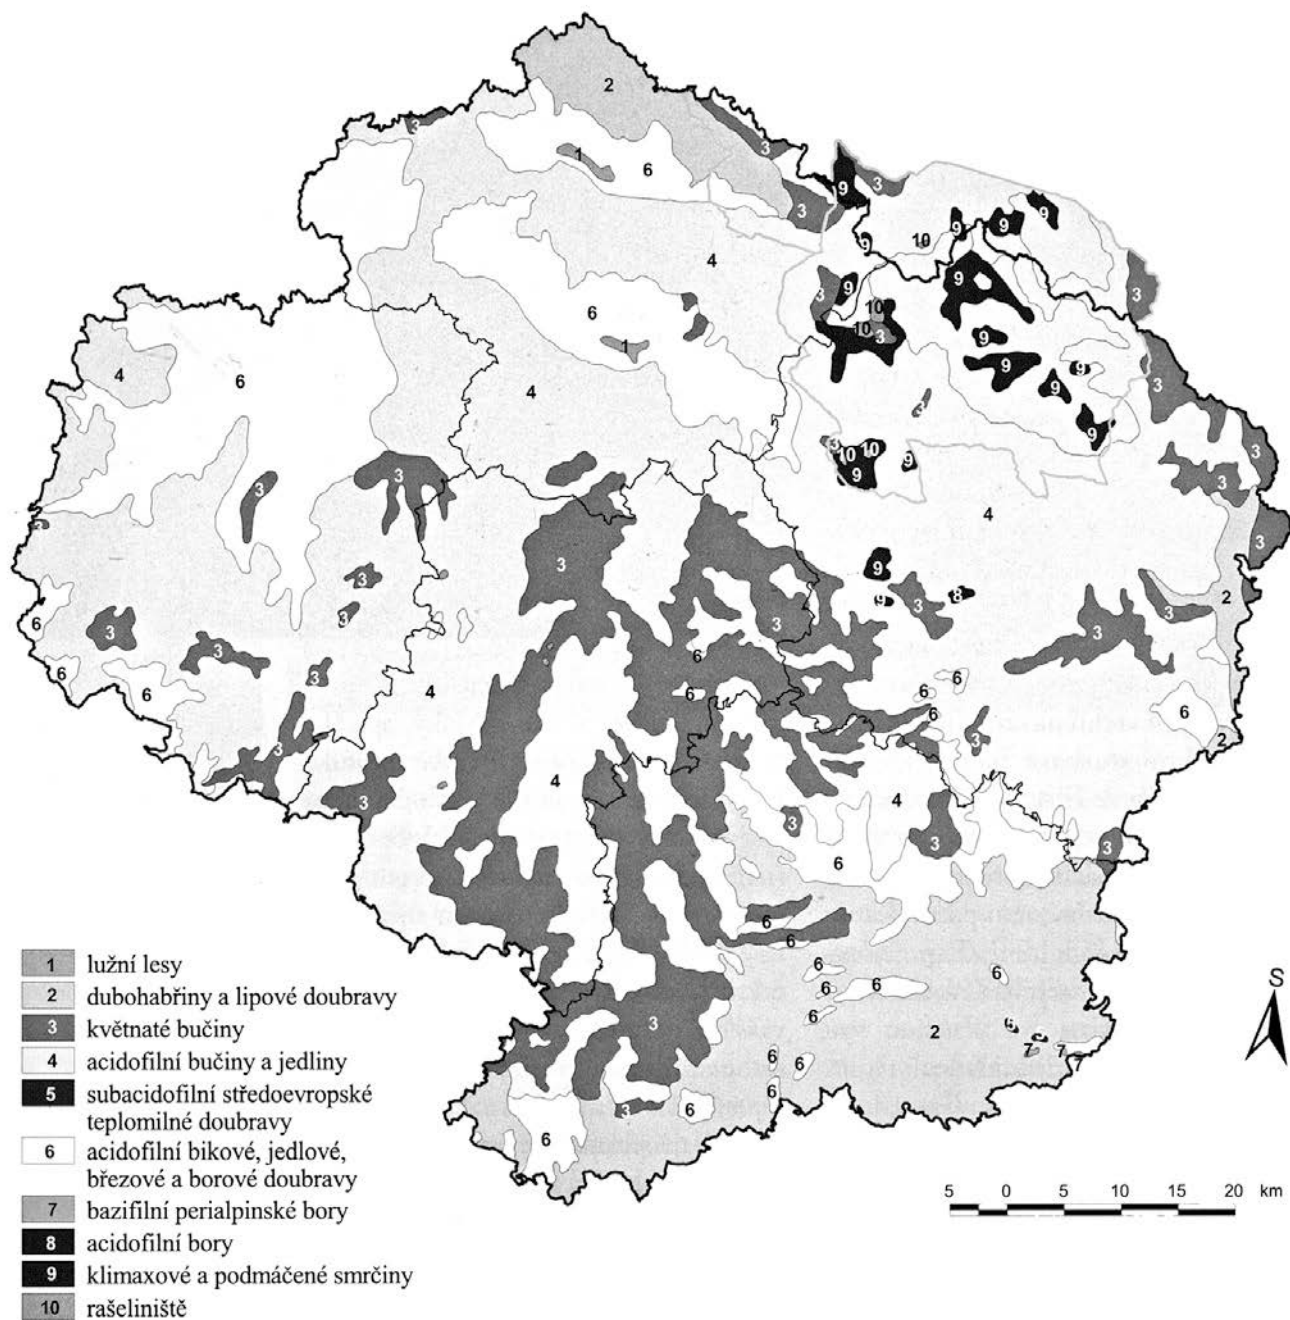 1 lužní lesy
2 dubohabřiny a lipové doubravy
3 květnaté bučiny
4 acidofilní bučiny a jedliny
5 subacidofilní středoevropské
teplomilné doubravy
6 acidofilní bikové, jedlové,
březové a borové doubravy
7 bazifilní perialpinské bory
8 acidofilní bory
9 klimaxové a podmáčené smrčiny
10 rašeliniště
S
5 0 5 10 15 20 km